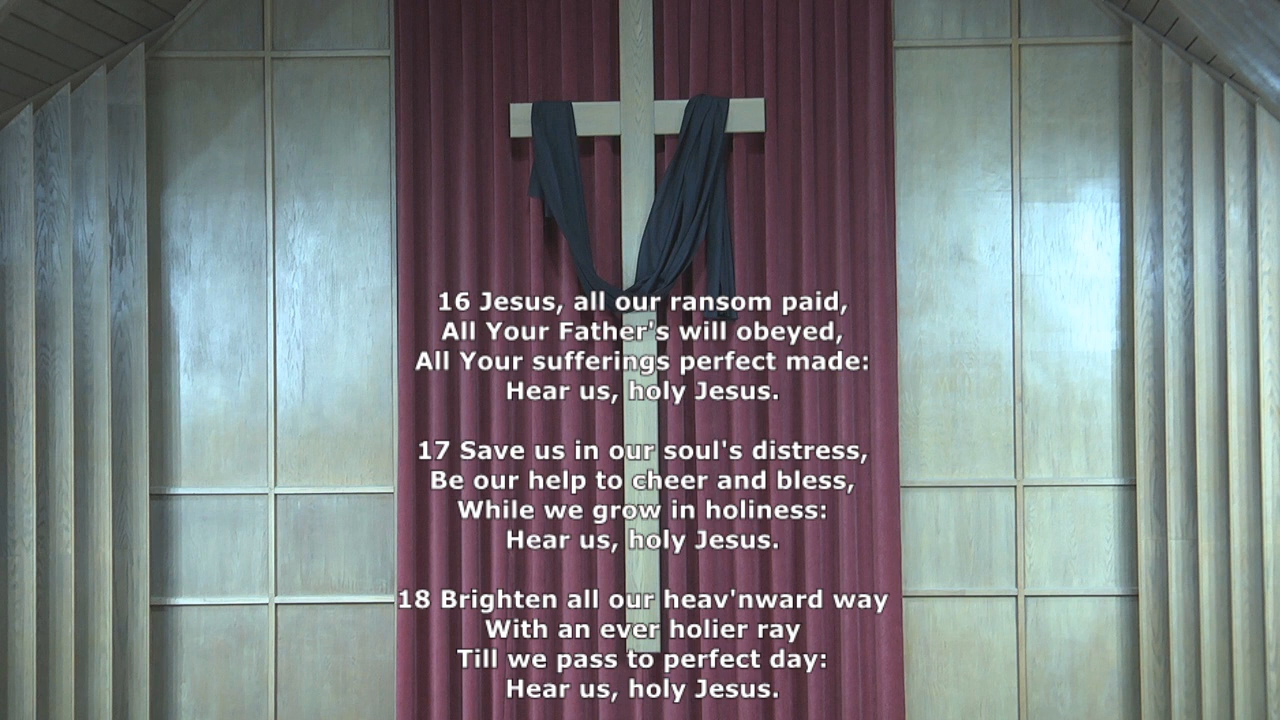 16 Jesus, all our ransom paid,
All Your Father's will obeyed,
All Your sufferings perfect made:
Hear us, holy Jesus.
17 Save us in our soul's distress,
Be our help to cheer and bless,
While we grow in holiness:
Hear us, holy Jesus.
18 Brighten all our heav'nward way
With an ever holier ray
Till we pass to perfect day:
Hear us, holy Jesus.